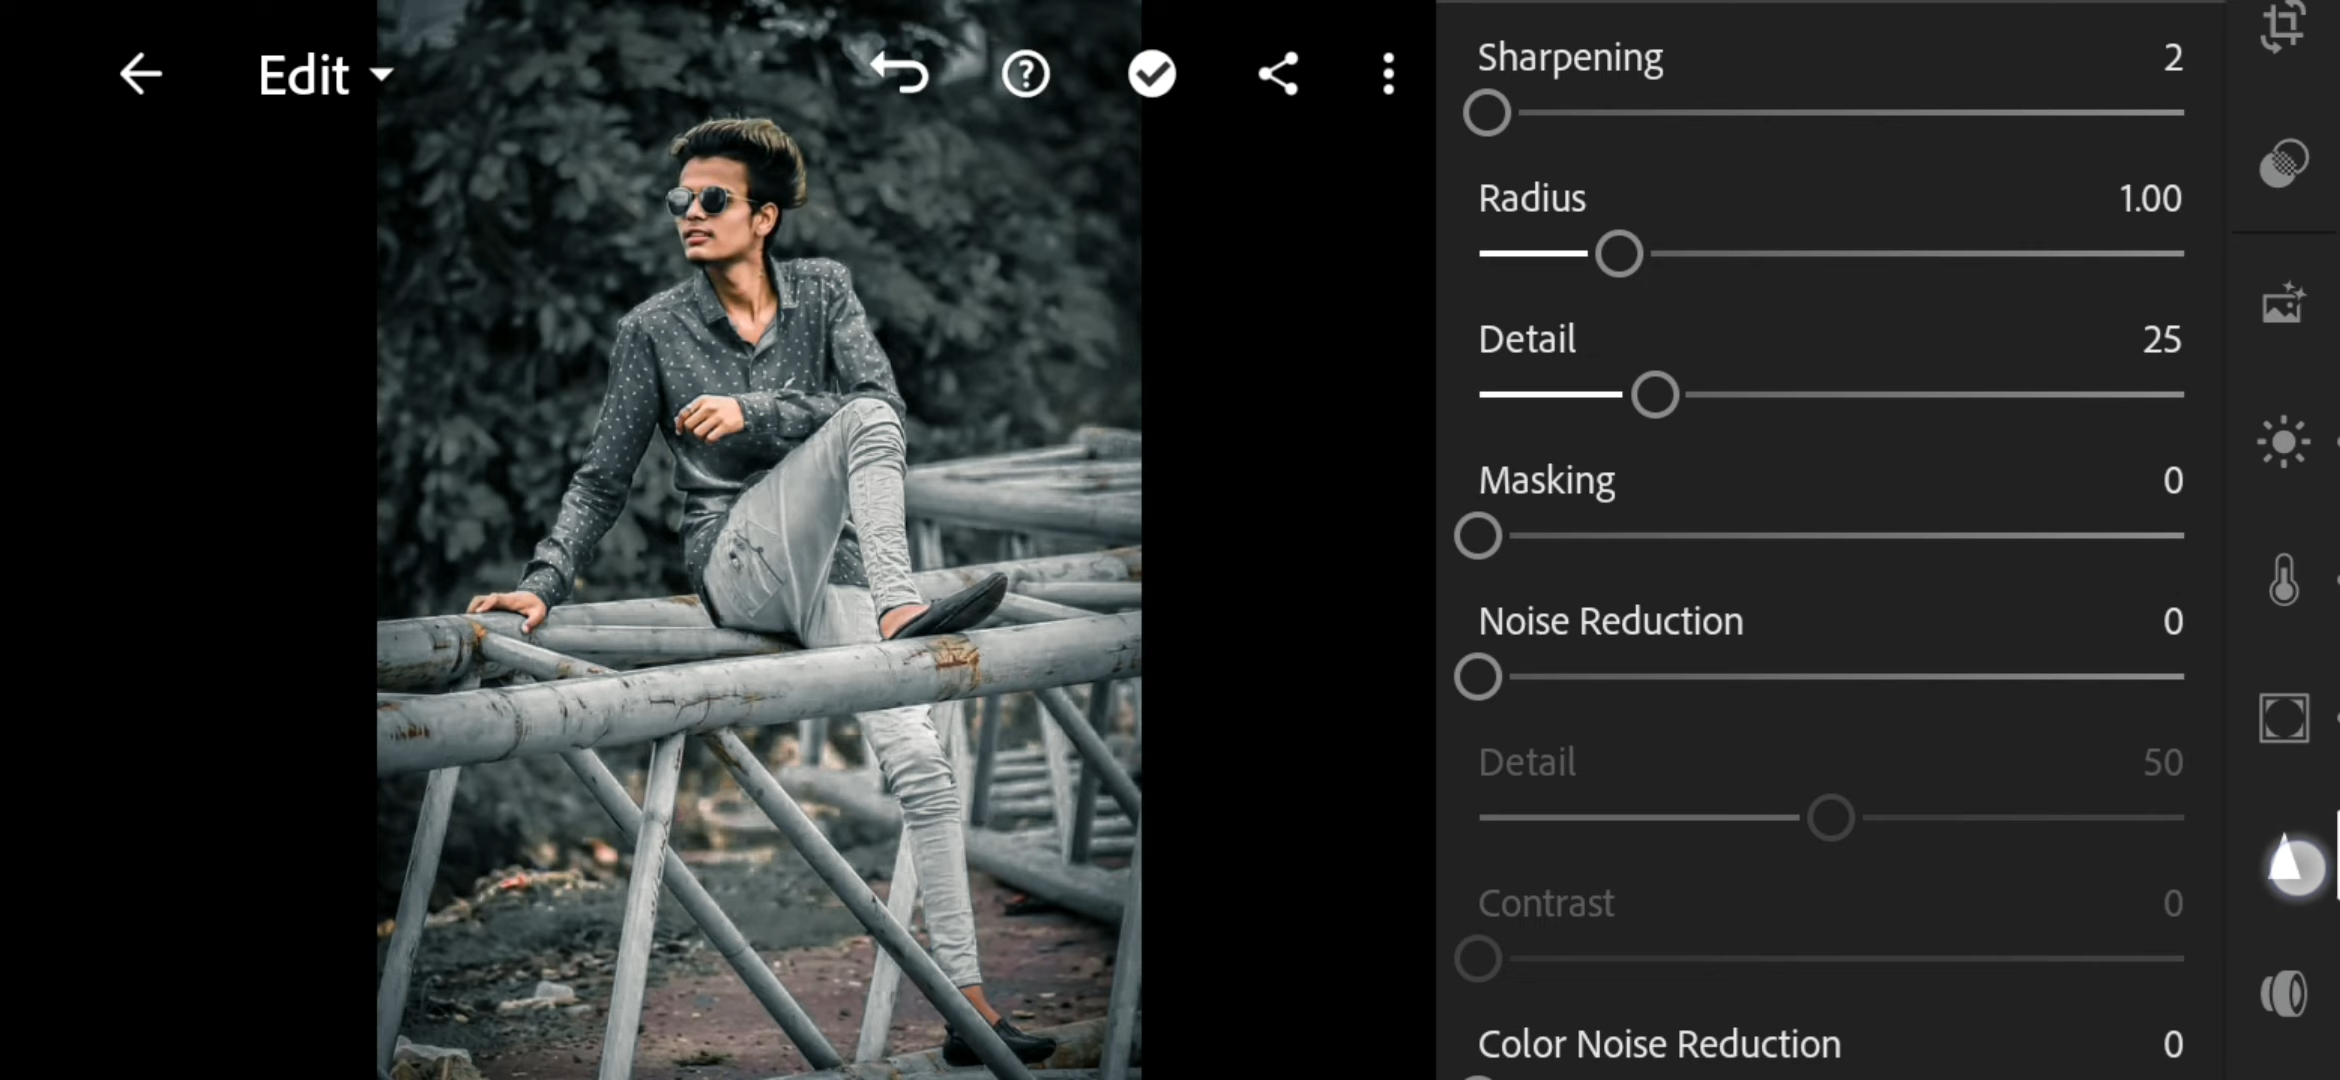 Edit
Sharpening 2
Radius 1.00
Detail 25
Masking 0
Noise Reduction 0
Detail 50
Contrast 0
Color Noise Reduction 0